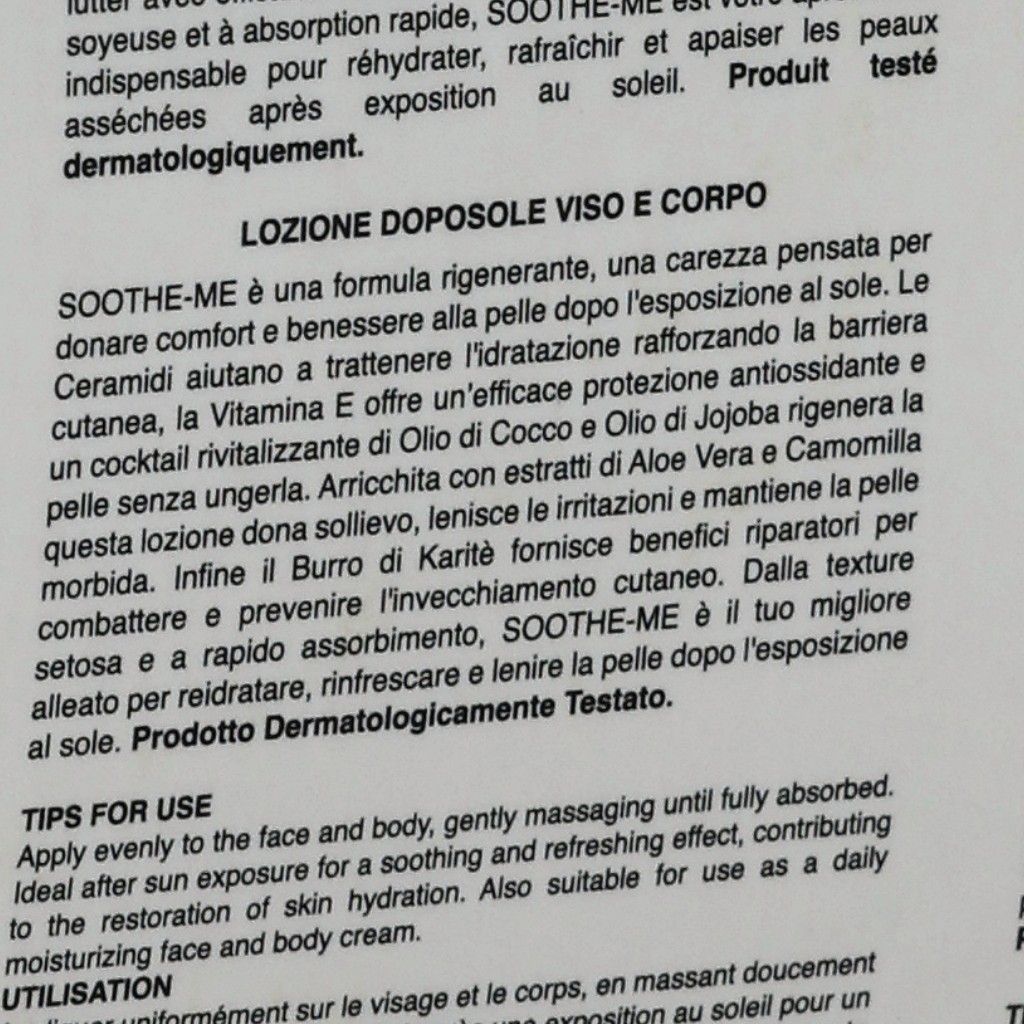 soyeuse et à absorption rapide, SOOTHE-ME est votre
indispensable pour réhydrater, rafraîchir et apaiser les peaux
asséchées après exposition au soleil. Produit testé
dermatologiquement.
LOZIONE DOPOSOLE VISO E CORPO
SOOTHE-ME è una formula rigenerante, una carezza pensata per
donare comfort e benessere alla pelle dopo l'esposizione al sole. Le
Ceramidi aiutano a trattenere l'idratazione rafforzando la barriera
cutanea, la Vitamina E offre un'efficace protezione antiossidante e
un cocktail rivitalizzante di Olio di Cocco e Olio di Jojoba rigenera la
pelle senza ungerla. Arricchita con estratti di Aloe Vera e Camomilla
questa lozione dona sollievo, lenisce le irritazioni e mantiene la pelle
morbida. Infine il Burro di Karitè fornisce benefici riparatori per
combattere e prevenire l'invecchiamento cutaneo. Dalla texture
setosa e a rapido assorbimento, SOOTHE-ME è il tuo migliore
alleato per reidratare, rinfrescare e lenire la pelle dopo l'esposizione
al sole. Prodotto Dermatologicamente Testato.
TIPS FOR USE
Apply evenly to the face and body, gently massaging until fully absorbed.
Ideal after sun exposure for a soothing and refreshing effect, contributing
to the restoration of skin hydration. Also suitable for use as a daily
moisturizing face and body cream.
UTILISATION
uniformément sur le visage et le corps, en massant doucement
exposition au soleil pour un